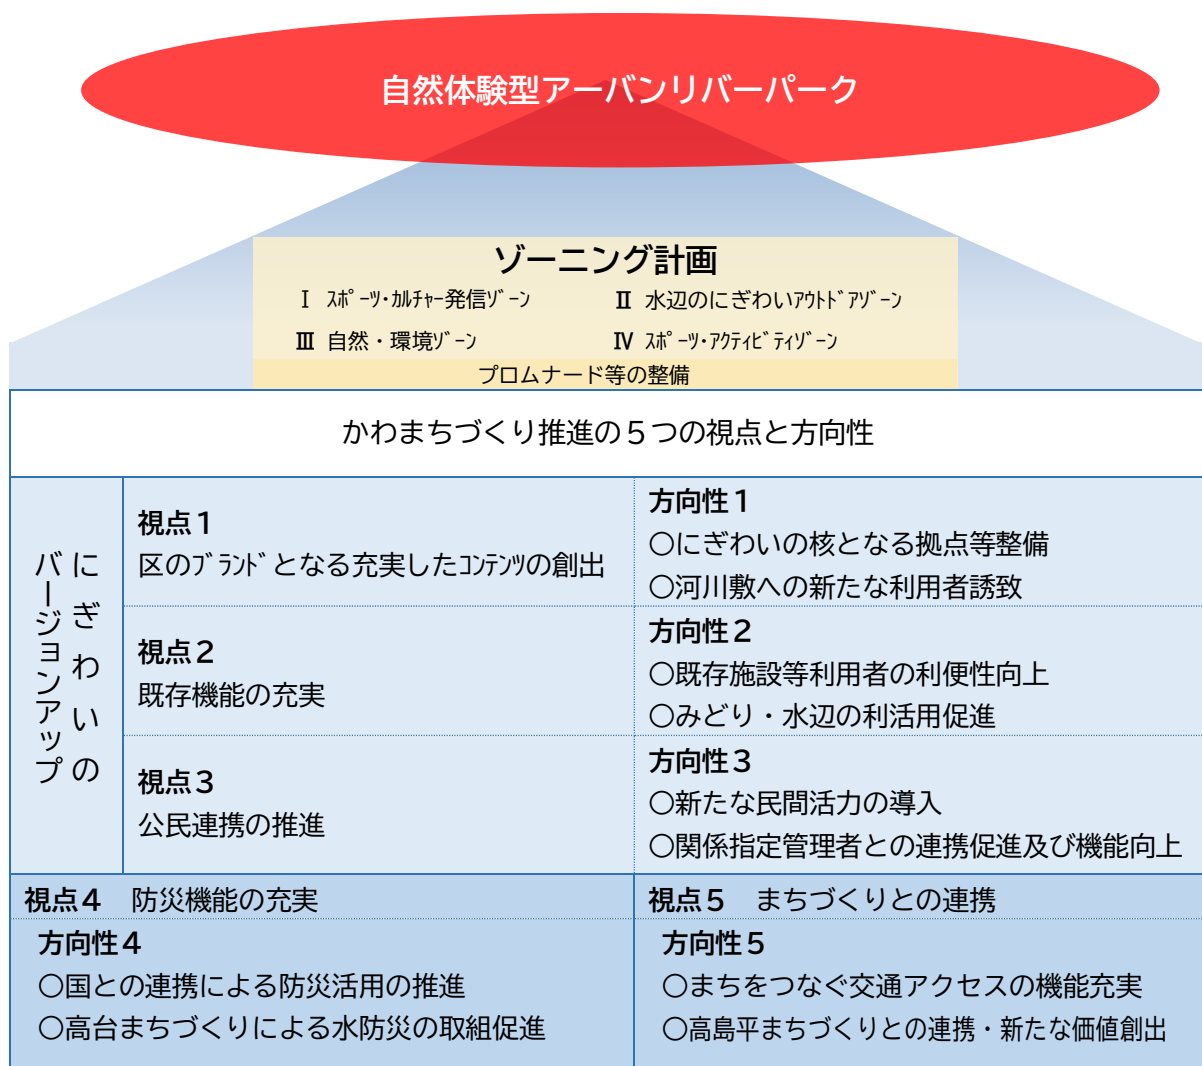 自然体験型アーバンリバーパーク
ゾーニング計画
Ⅰ ｽﾎﾟｰﾂ・ｶﾙﾁｬｰ発信ｿﾞｰﾝ
Ⅱ 水辺のにぎわいｱｳﾄﾄﾞｱｿﾞｰﾝ
Ⅲ 自然・環境ｿﾞｰﾝ
Ⅳ ｽﾎﾟｰﾂ・ｱｸﾃｨﾋﾞﾃｨｿﾞｰﾝ
プロムナード等の整備
かわまちづくり推進の５つの視点と方向性
にぎわいの
バージョンアップ
視点１
区のﾌﾞﾗﾝﾄﾞとなる充実したｺﾝﾃﾝﾂの創出
方向性１
○にぎわいの核となる拠点等整備
○河川敷への新たな利用者誘致
視点２
既存機能の充実
方向性２
○既存施設等利用者の利便性向上
○みどり・水辺の利活用促進
視点３
公民連携の推進
方向性３
○新たな民間活力の導入
○関係指定管理者との連携促進及び機能向上
視点４　防災機能の充実
方向性４
○国との連携による防災活用の推進
○高台まちづくりによる水防災の取組促進
視点５　まちづくりとの連携
方向性５
○まちをつなぐ交通アクセスの機能充実
○高島平まちづくりとの連携・新たな価値創出